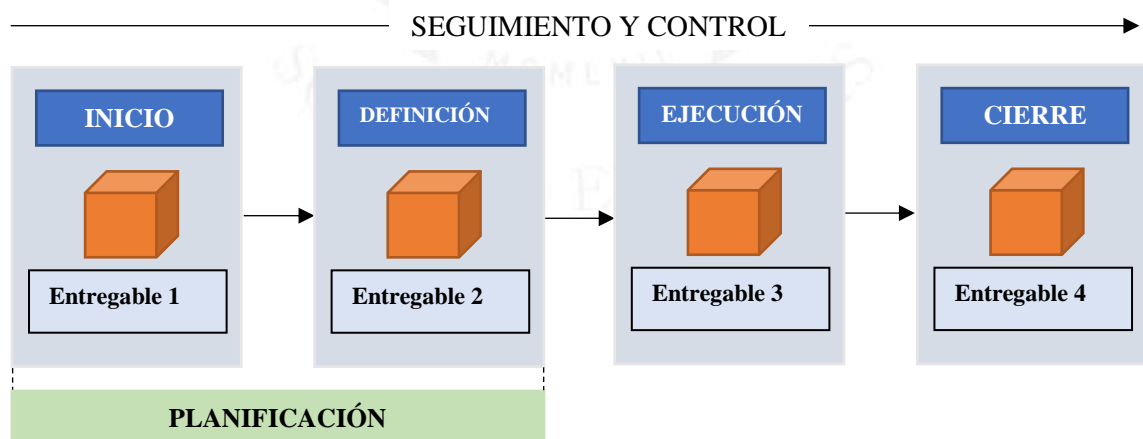 SEGUIMIENTO Y CONTROL
INICIO
DEFINICIÓN
EJECUCIÓN
CIERRE
Entregable 1
Entregable 2
Entregable 3
Entregable 4
PLANIFICACIÓN